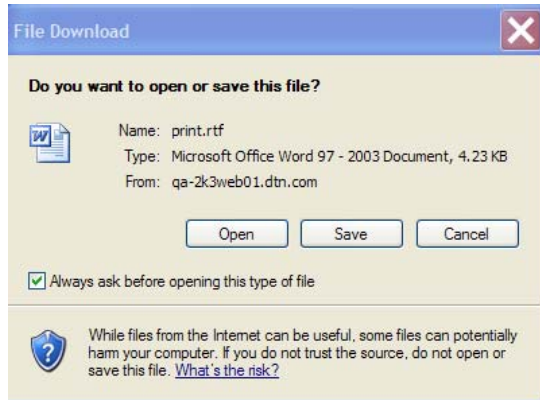 File Download
Do you want to open or save this file?
Name: print.rtf
Type: Microsoft Office Word 97 - 2003 Document, 4.23 KB
From: qa-2k3web01.dtn.com
Open Save Cancel
Always ask before opening this type of file
While files from the Internet can be useful, some files can potentially
harm your computer. If you do not trust the source, do not open or
save this file. What's the risk?